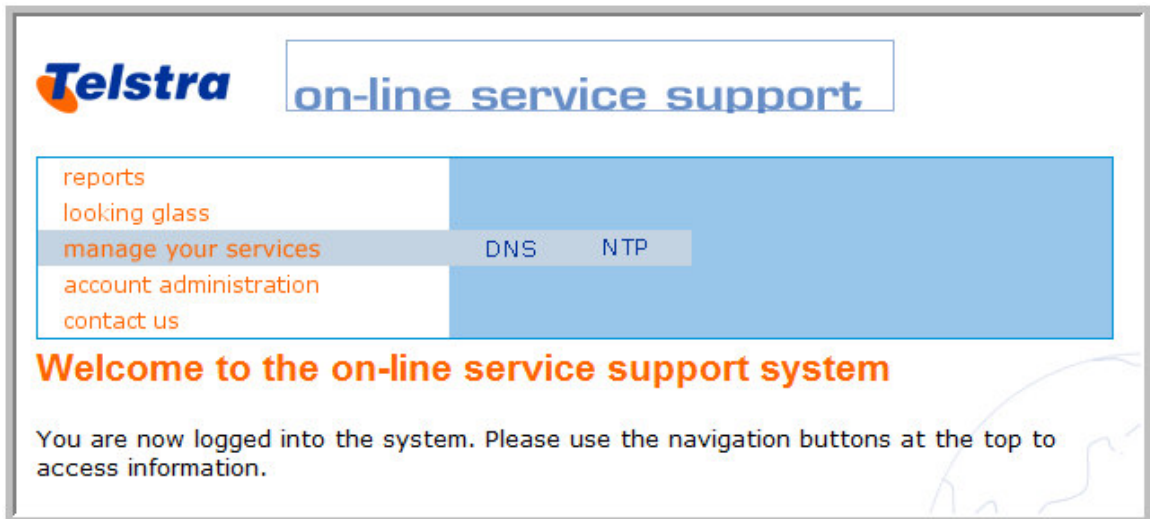 Telstra
on-line service support
reports
looking glass
manage your services DNS NTP
account administration
contact us
Welcome to the on-line service support system
You are now logged into the system. Please use the navigation buttons at the top to
access information.